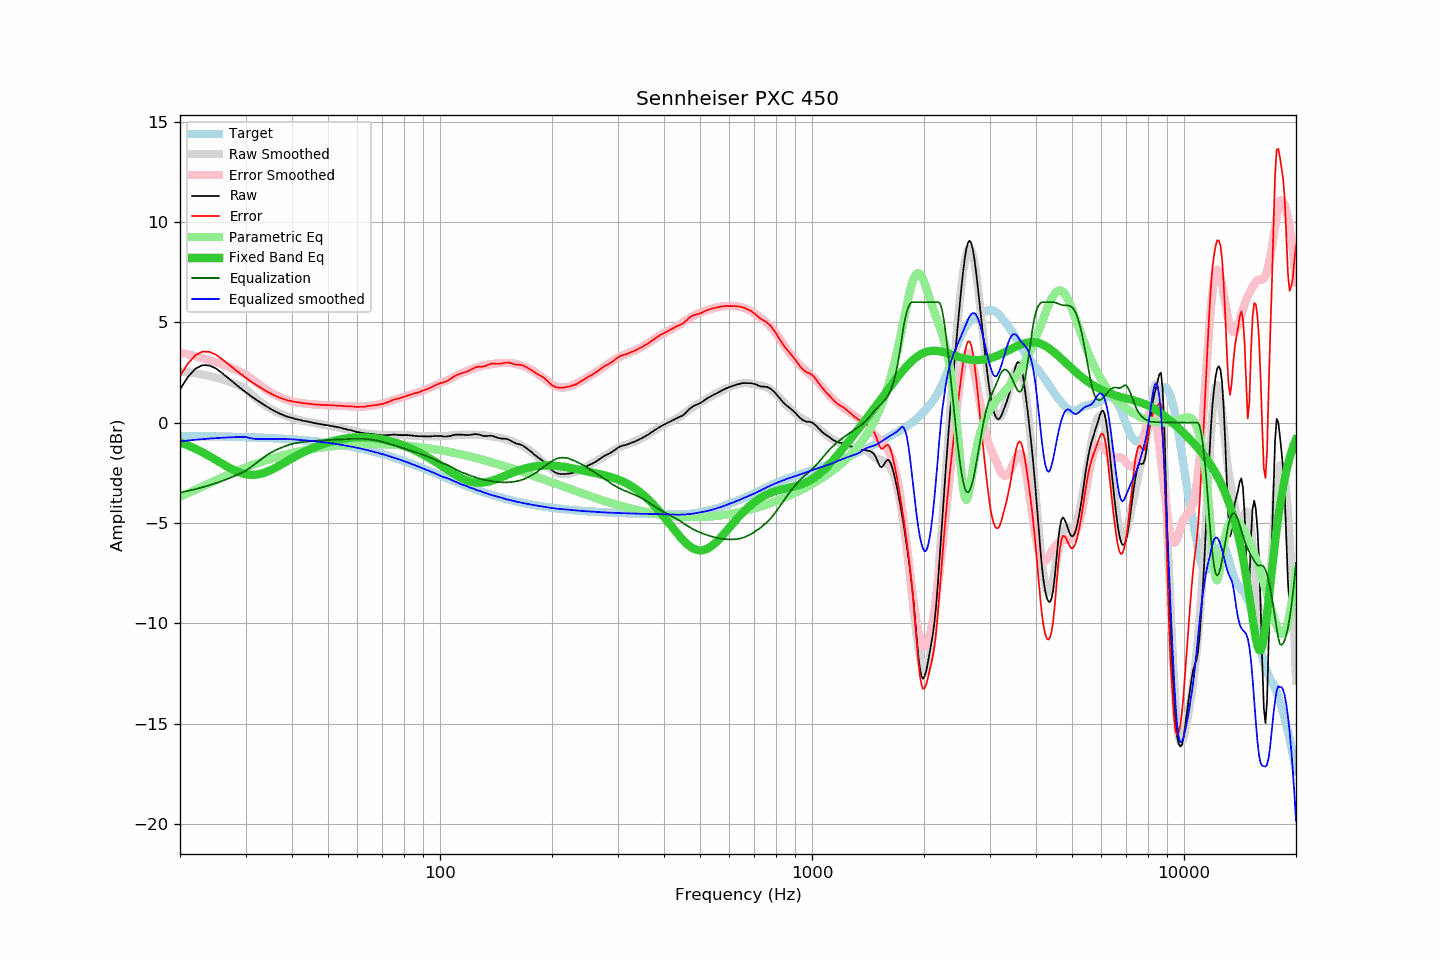 Sennheiser PXC 450
Target
Raw Smoothed
Error Smoothed
Raw
Error
Parametric Eq
Fixed Band Eq
Equalization
Equalized smoothed
15
10
5
0
−5
−10
−15
−20
Amplitude (dBr)
100
1000
10000
Frequency (Hz)